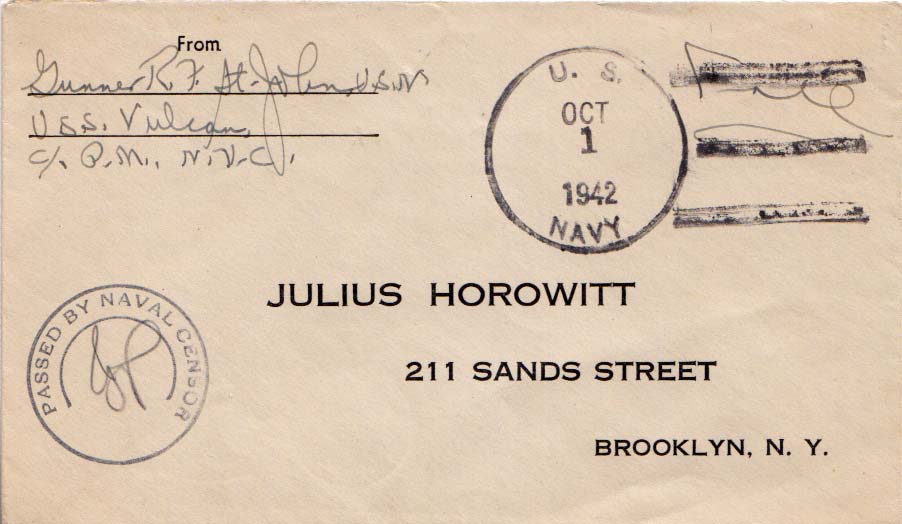 From
Gunner R. F. St. John, U.S.N
U.S.S. Vulcan,
c/. P.M., N.Y.C.
U. S.
OCT
1
1942
NAVY
Free
PASSED BY NAVAL CENSOR
JULIUS HOROWITT
211 SANDS STREET
BROOKLYN, N. Y.